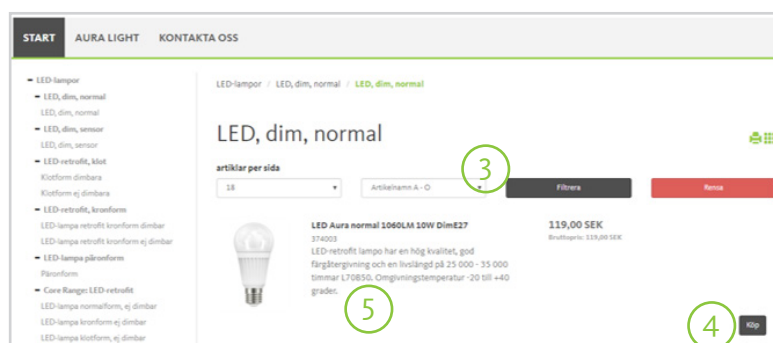 START AURA LIGHT KONTAKTA OSS
LED-lampor
LED, dim, normal
LED, dim, normal
LED, dim, sensor
LED, dim, sensor
LED-retrofit, klot
Klotform dimbara
Klotform ej dimbara
LED-retrofit, kronform
LED-lampa retrofit kronform dimbar
LED-lampa retrofit kronform ej dimbar
LED-lampa päronform
Päronform
Core Range: LED-retrofit
LED-lampa normalform, ej dimbar
LED-lampa kronform ej dimbar
LED-lampa klotform, ej dimbar
LED-lampor / LED, dim, normal / LED, dim, normal
LED, dim, normal
artiklar per sida
3
18 Artikelnamn A - Ö Filtrera Rensa
LED Aura normal 1060LM 10W DimE27
374003
LED-retrofit lampo har en hög kvalitet, god
färgåtergivning och en livslängd på 25 000 - 35 000
timmar L70B50. Omgivningstemperatur -20 till +40
grader.
119,00 SEK
Bruttopris: 119,00 SEK
5
4
Köp